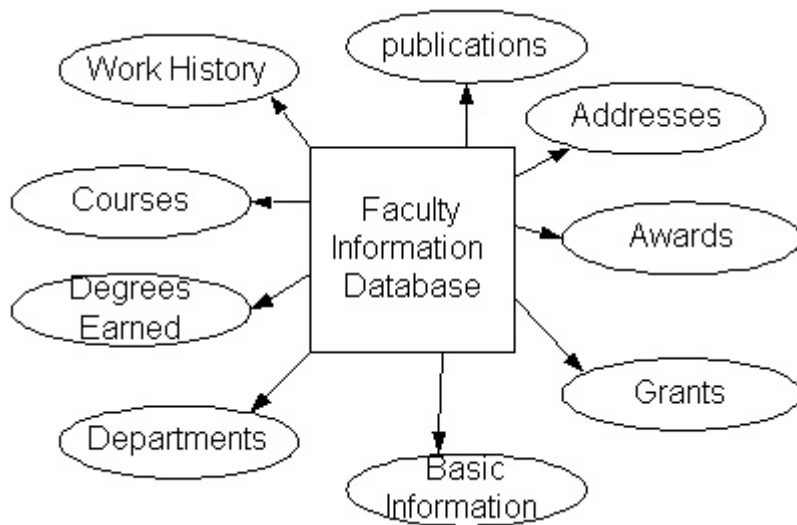 publications
Work History
Addresses
Courses
Faculty
Information
Database
Awards
Degrees
Earned
Grants
Departments
Basic
Information